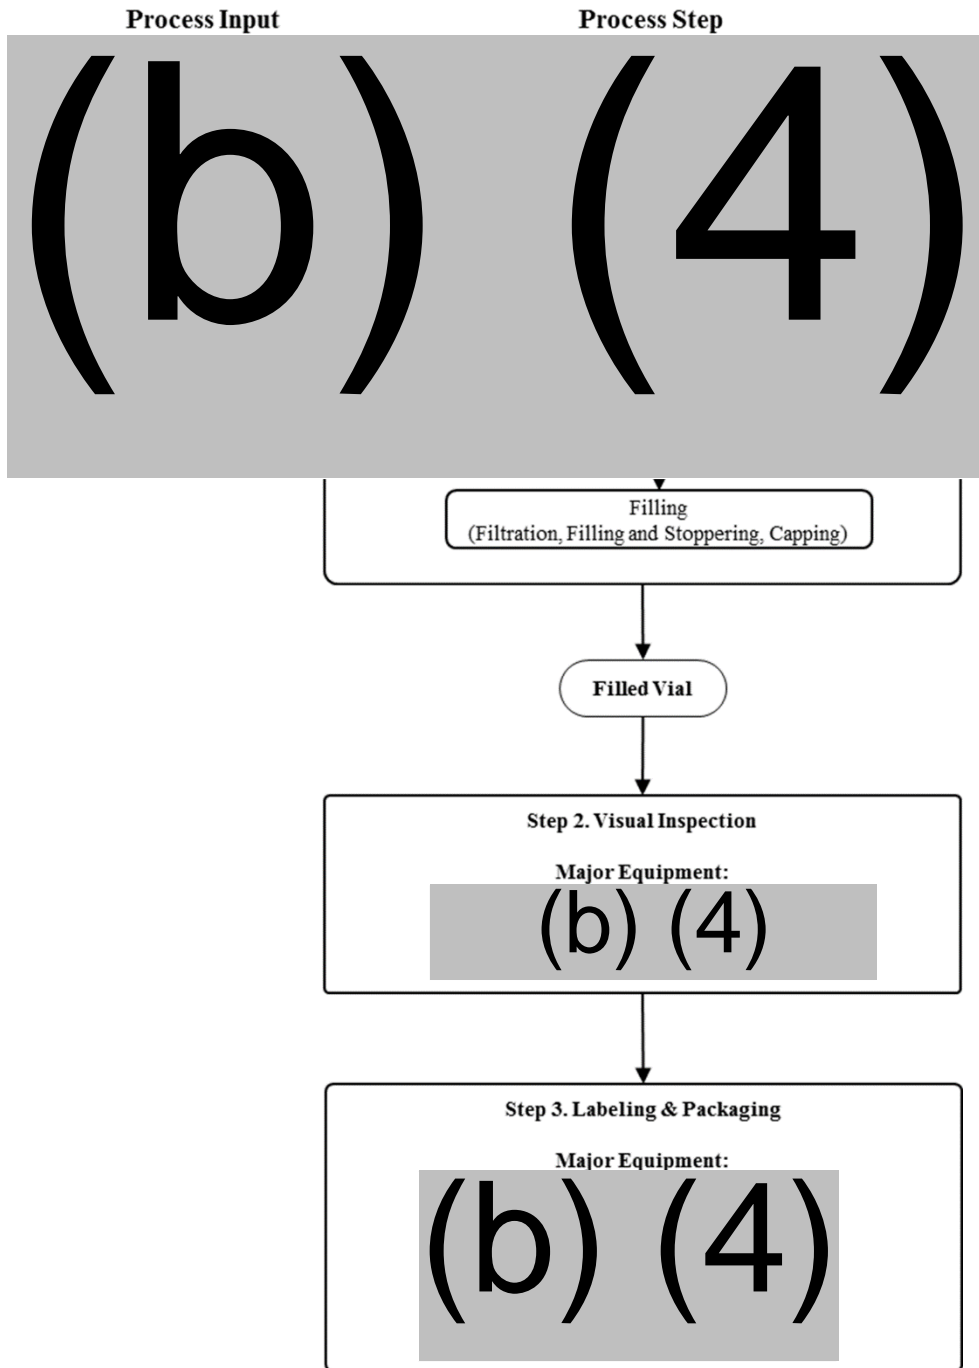 Process Input Process Step
(b) (4)
Filling
(Filtration, Filling and Stoppering, Capping)
Filled Vial
Step 2. Visual Inspection
Major Equipment:
(b) (4)
Step 3. Labeling & Packaging
Major Equipment:
(b) (4)